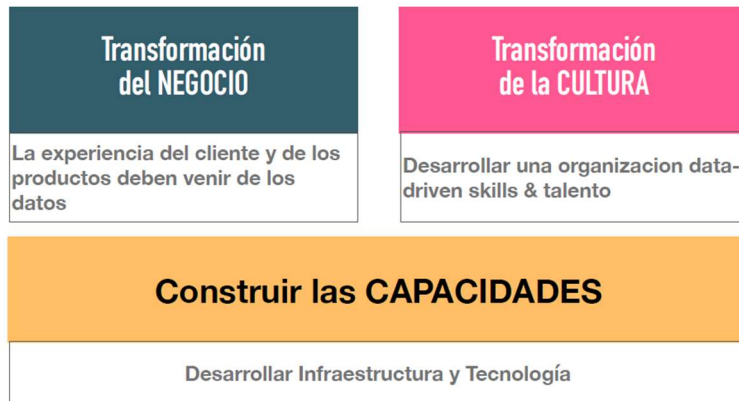 Transformación
del NEGOCIO
La experiencia del cliente y de los
productos deben venir de los
datos
Transformación
de la CULTURA
Desarrollar una organizacion data-
driven skills & talento
Construir las CAPACIDADES
Desarrollar Infraestructura y Tecnología